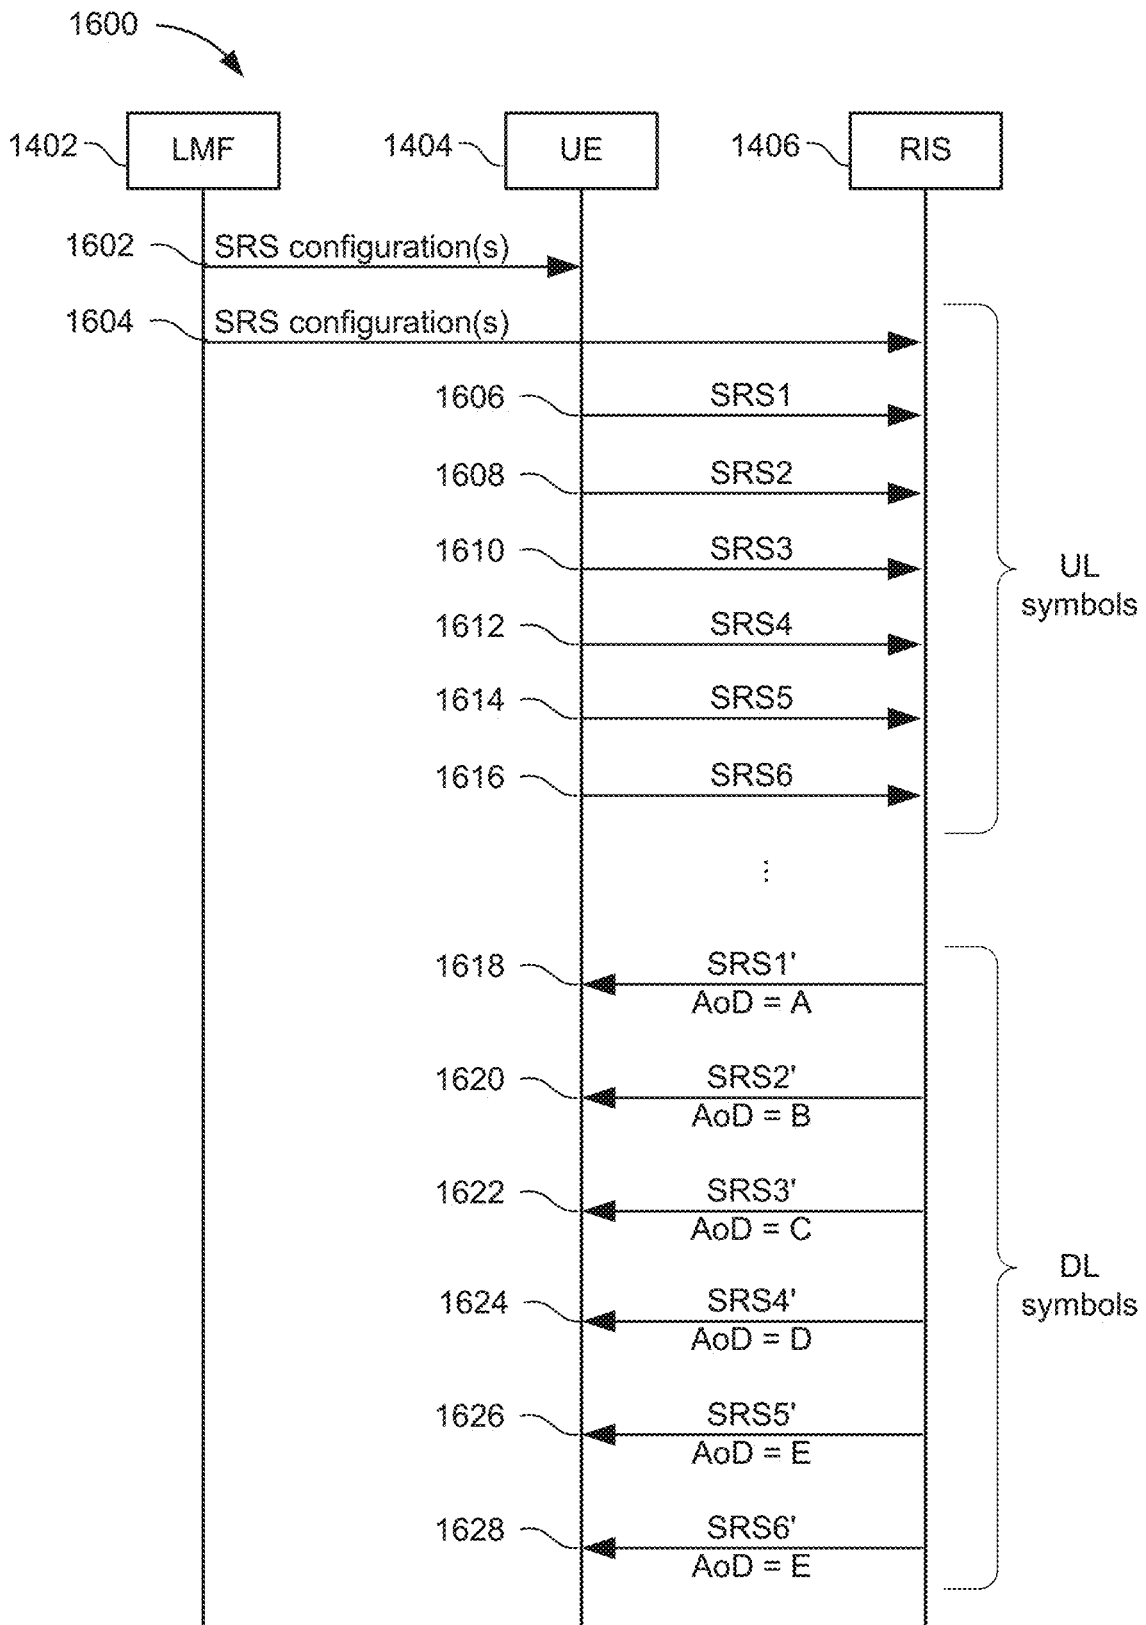 1600
1402 LMF 1404 UE 1406 RIS
1602 SRS configuration(s)
1604 SRS configuration(s)
1606 SRS1
1608 SRS2
1610 SRS3
UL
symbols
1612 SRS4
1614 SRS5
1616 SRS6
...
1618 SRS1'
AoD = A
1620 SRS2'
AoD = B
1622 SRS3'
AoD = C
DL
symbols
1624 SRS4'
AoD = D
1626 SRS5'
AoD = E
1628 SRS6'
AoD = E